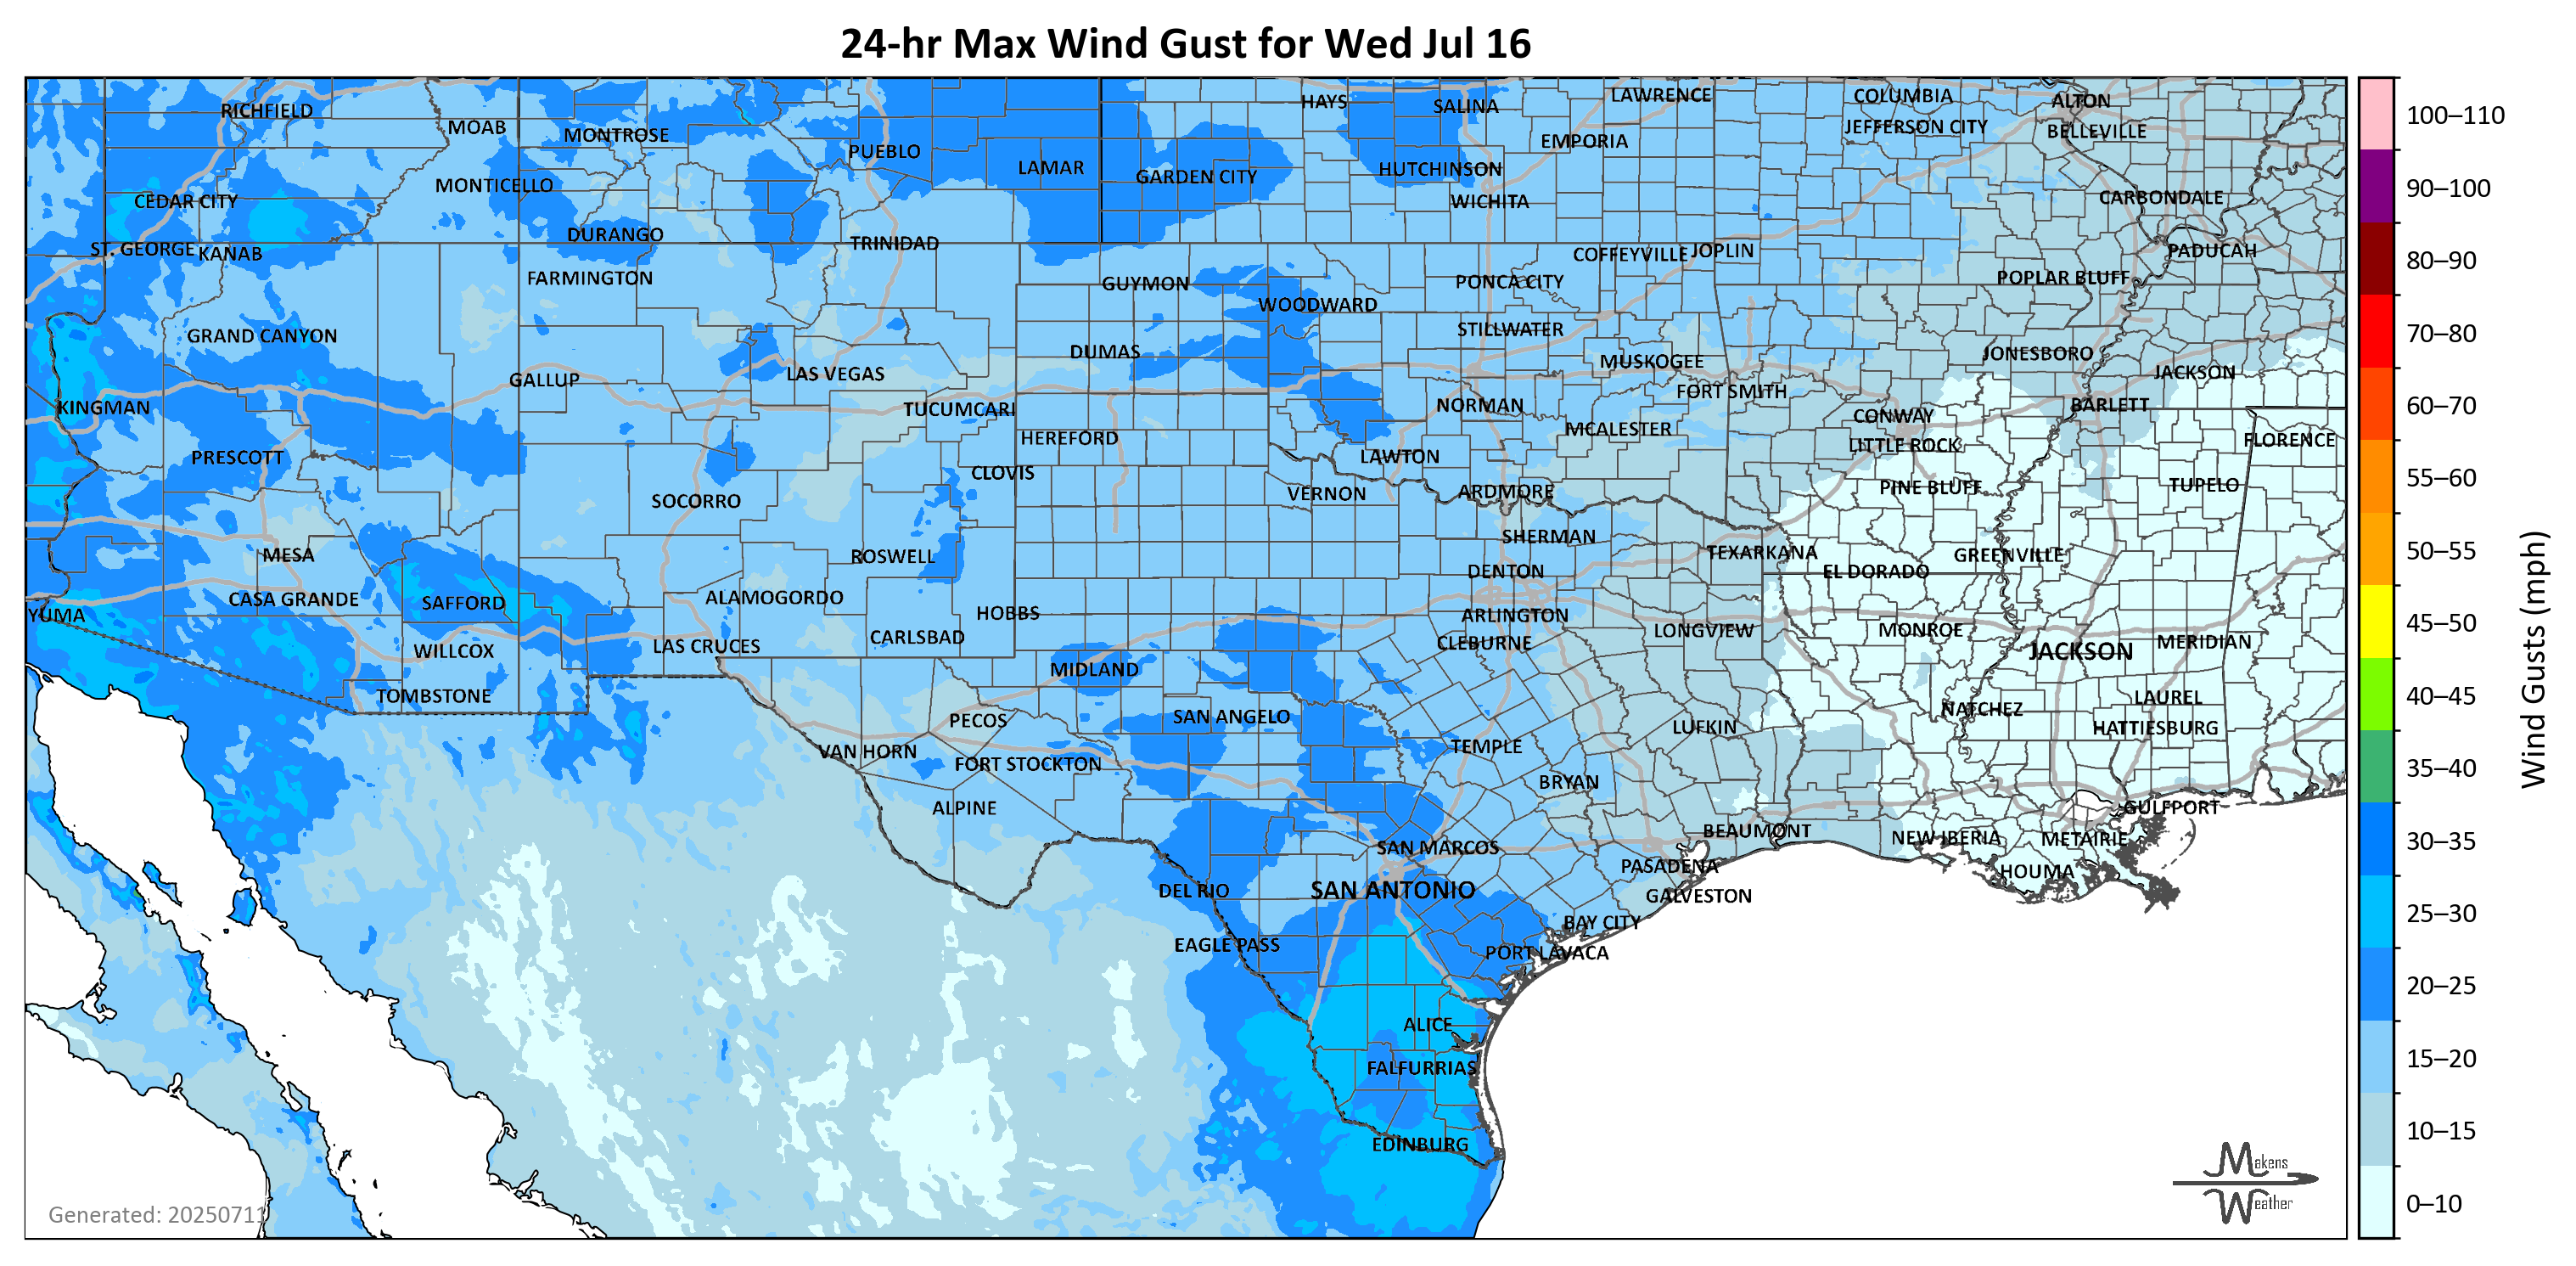 24-hr Max Wind Gust for Wed Jul 16
RICHFIELD
MOAB
MONTROSE
PUEBLO
LAMAR
HAYS
SALINA
LAWRENCE
COLUMBIA
ALTON
EMPORIA
JEFFERSON CITY
BELLEVILLE
MONTICELLO
GARDEN CITY
HUTCHINSON
CEDAR CITY
WICHITA
CARBONDALE
ST. GEORGE
KANAB
DURANGO
TRINIDAD
COFFEYVILLE
JOPLIN
PADUCAH
FARMINGTON
GUYMON
PONCA CITY
POPLAR BLUFF
WOODWARD
GRAND CANYON
STILLWATER
DUMAS
MUSKOGEE
JONESBORO
GALLUP
LAS VEGAS
FORT SMITH
JACKSON
KINGMAN
TUCUMCARI
NORMAN
CONWAY
BARLETT
HEREFORD
MCALESTER
LITTLE ROCK
FLORENCE
PRESCOTT
CLOVIS
LAWTON
SOCORRO
VERNON
ARDMORE
PINE BLUFF
TUPELO
MESA
ROSWELL
SHERMAN
TEXARKANA
GREENVILLE
DENTON
EL DORADO
CASA GRANDE
SAFFORD
ALAMOGORDO
HOBBS
YUMA
ARLINGTON
WILLCOX
LAS CRUCES
CARLSBAD
CLEBURNE
LONGVIEW
MONROE
JACKSON
MERIDIAN
TOMBSTONE
MIDLAND
LAUREL
PECOS
SAN ANGELO
LUFKIN
NATCHEZ
HATTIESBURG
VAN HORN
FORT STOCKTON
TEMPLE
BRYAN
ALPINE
GULFPORT
BEAUMONT
NEW IBERIA
METAIRIE
SAN MARCOS
PASADENA
HOUMA
DEL RIO
SAN ANTONIO
GALVESTON
BAY CITY
EAGLE PASS
PORT LAVACA
ALICE
FALFURRIAS
EDINBURG
Generated: 20250711
Makens
Weather
100–110
90–100
80–90
70–80
60–70
55–60
50–55
45–50
40–45
35–40
30–35
25–30
20–25
15–20
10–15
0–10
Wind Gusts (mph)